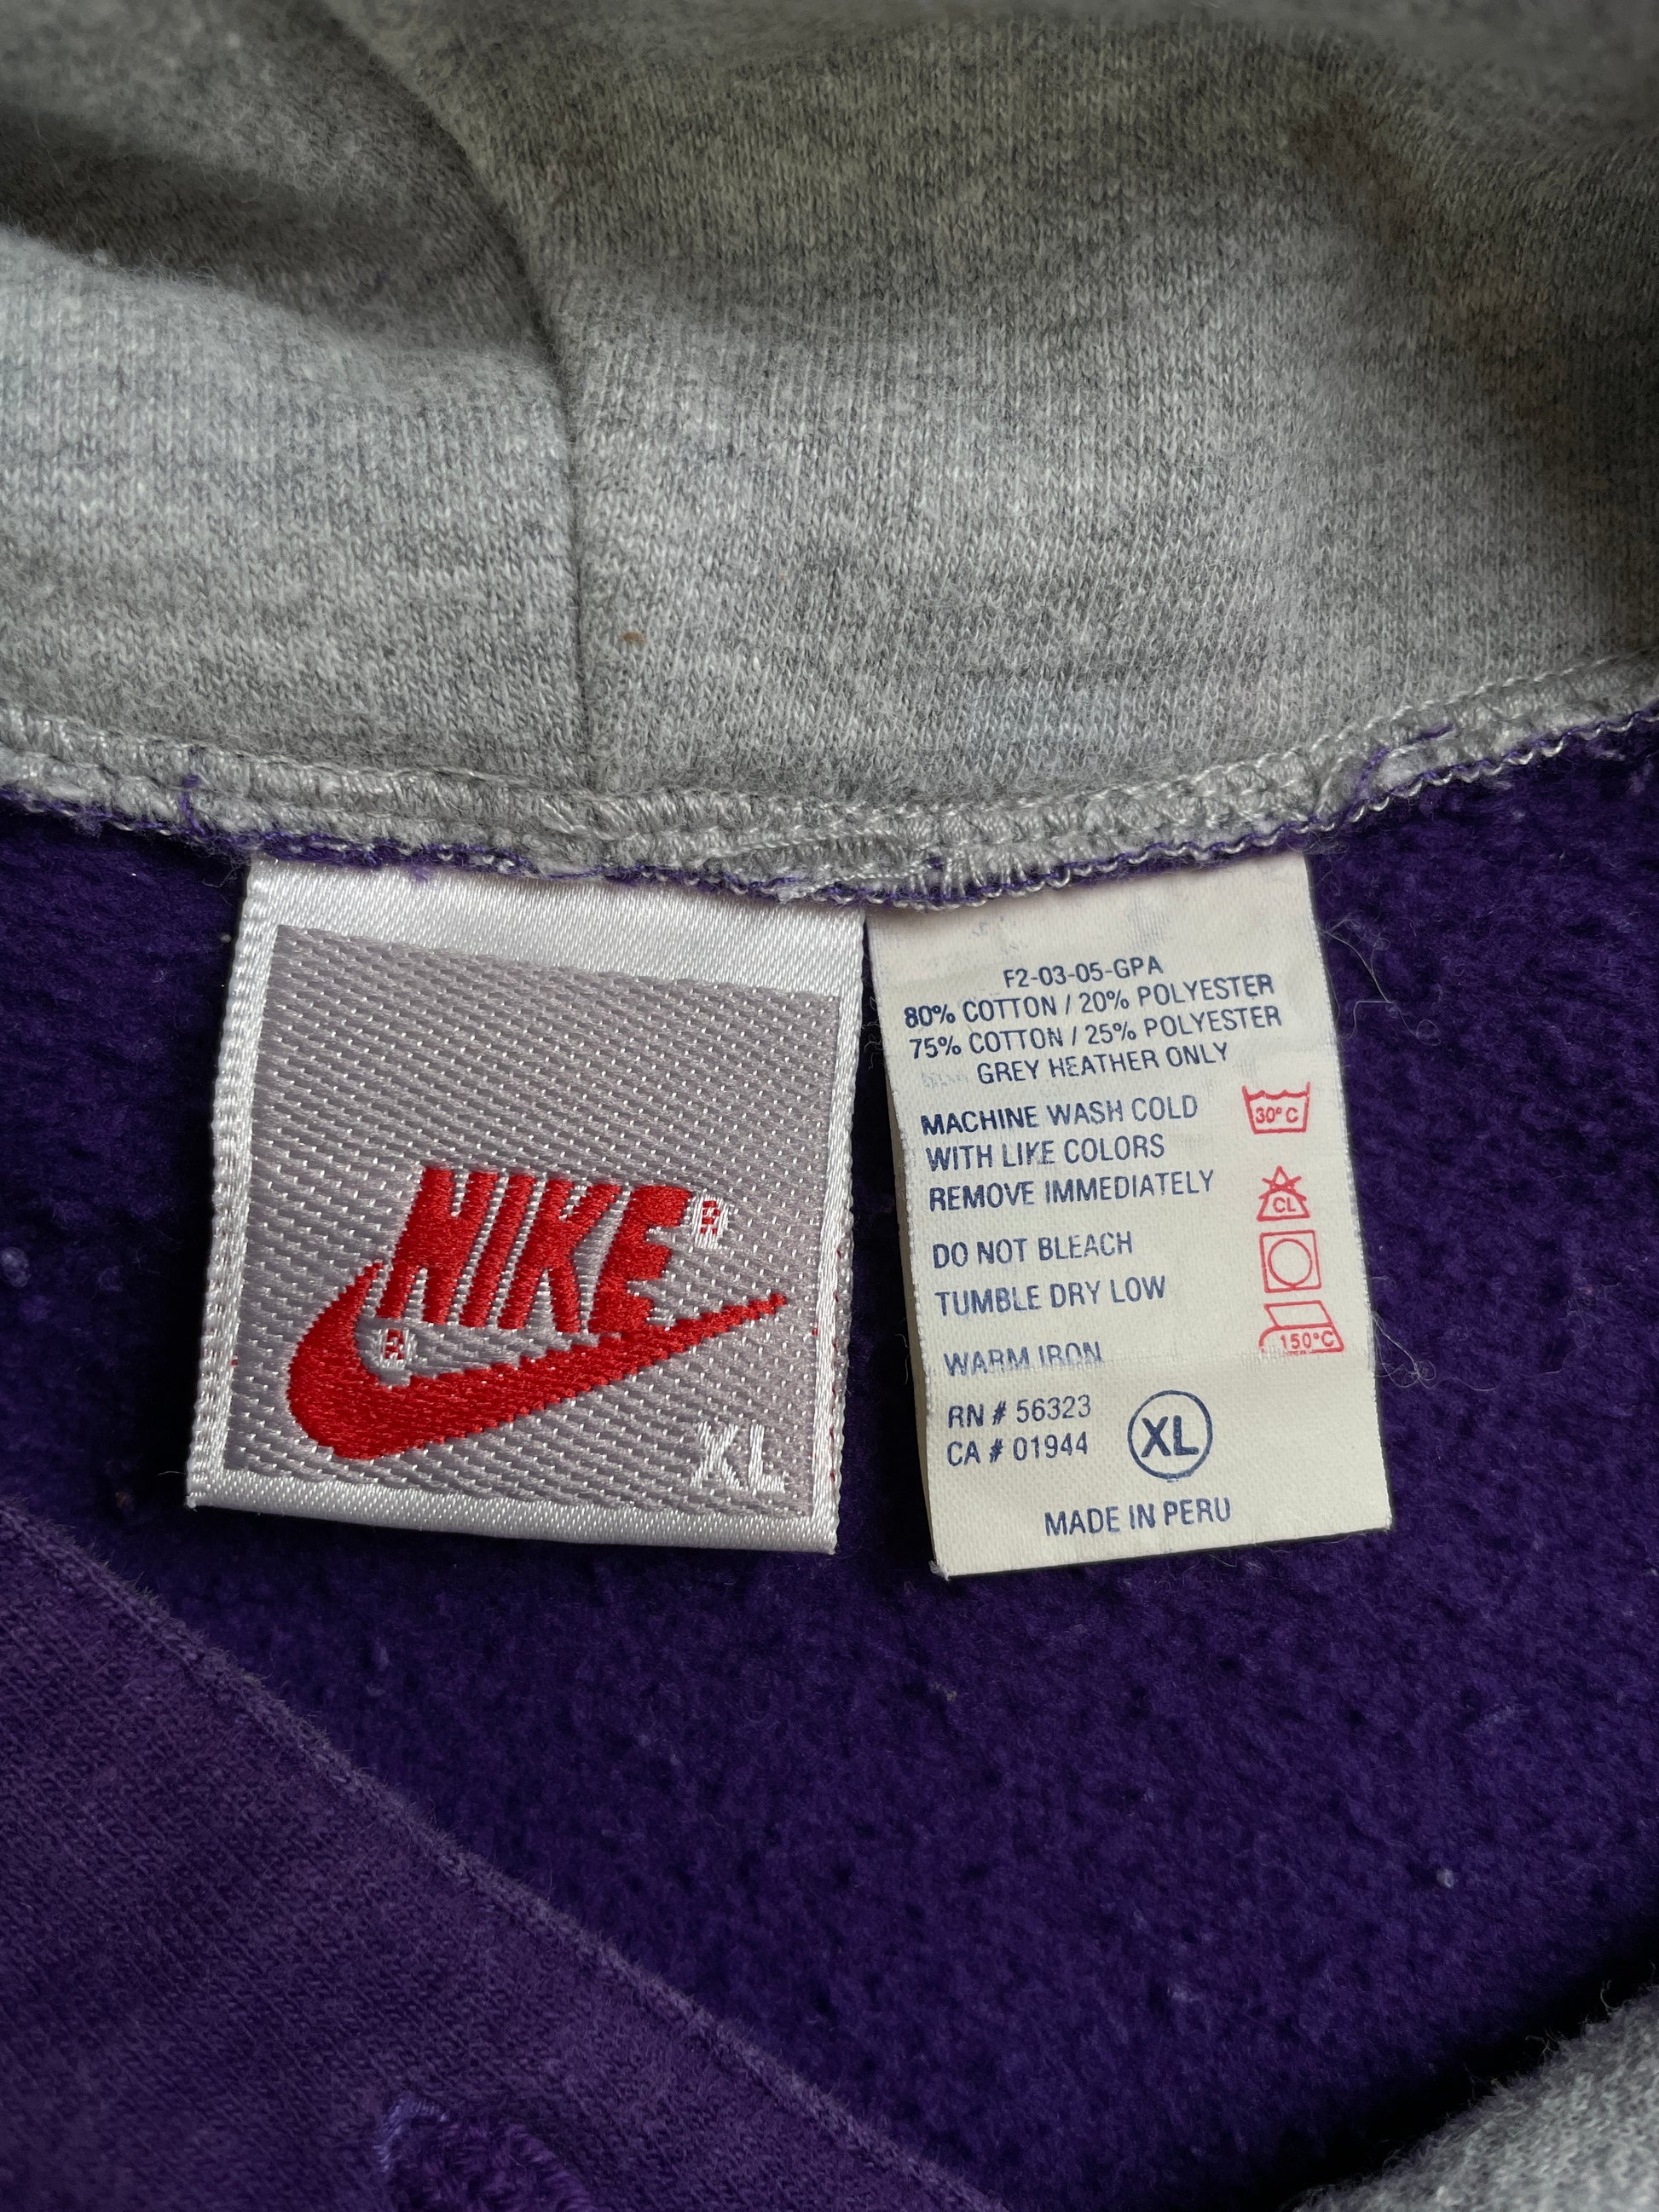 NIKE®
®
XL
F2-03-05-GPA
80% COTTON / 20% POLYESTER
75% COTTON / 25% POLYESTER
GREY HEATHER ONLY
MACHINE WASH COLD
WITH LIKE COLORS
REMOVE IMMEDIATELY
30°C
DO NOT BLEACH
CL
TUMBLE DRY LOW
WARM IRON
150°C
RN # 56323
CA # 01944
XL
MADE IN PERU